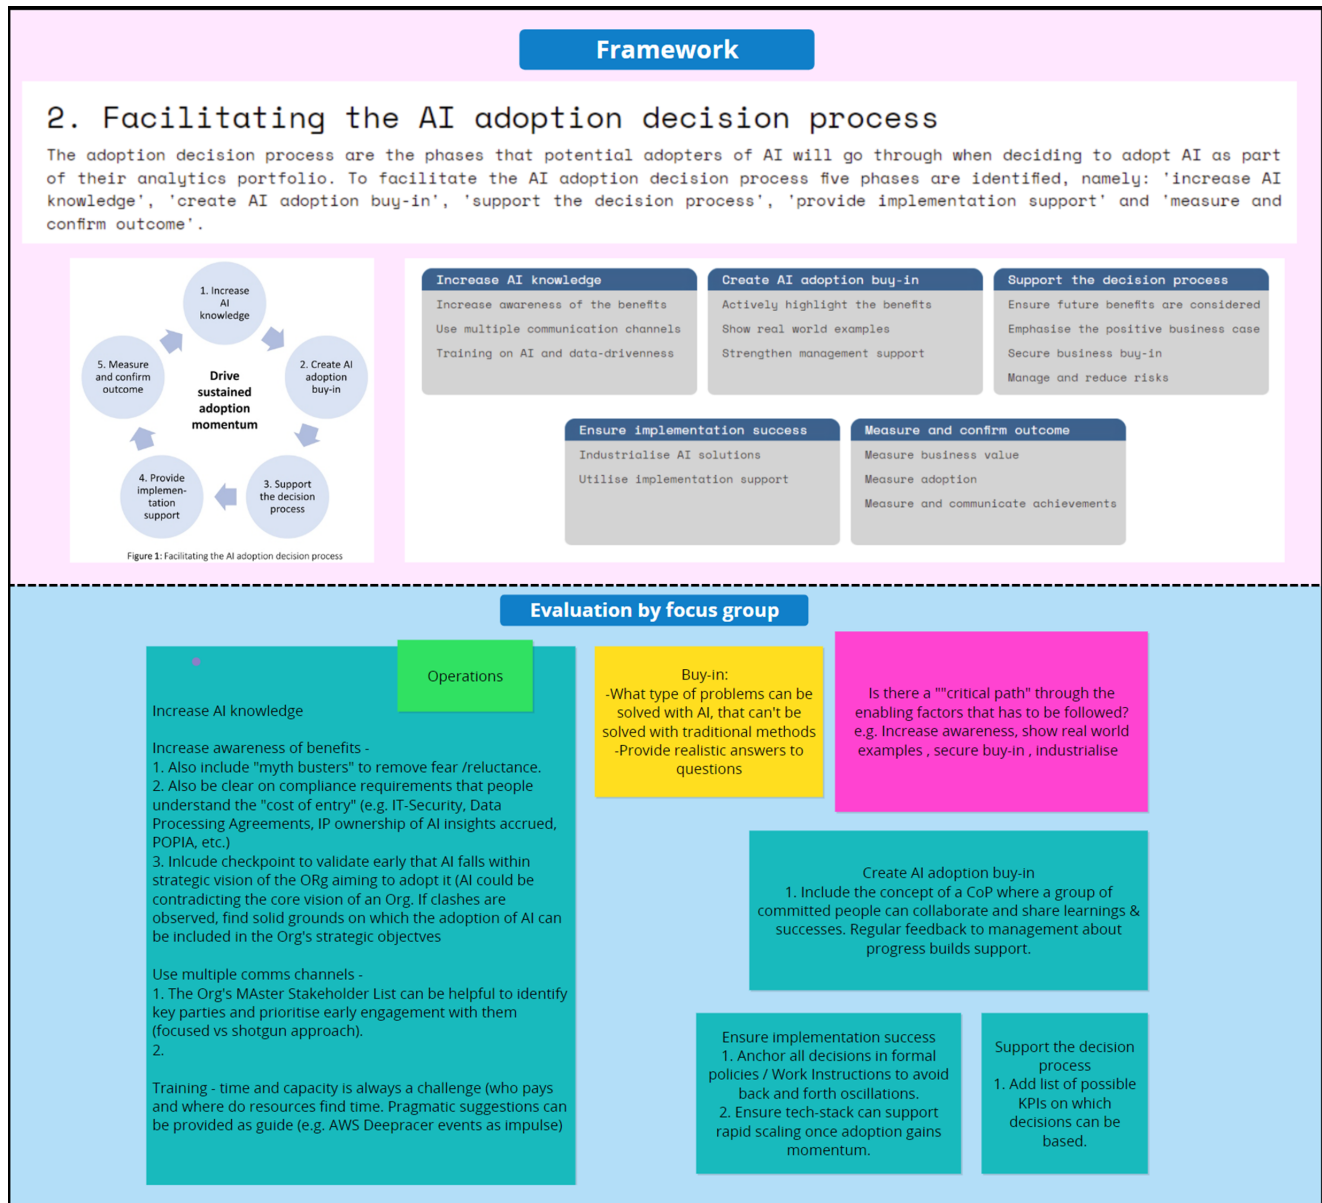 Framework
2. Facilitating the AI adoption decision process
The adoption decision process are the phases that potential adopters of AI will go through when deciding to adopt AI as part
of their analytics portfolio. To facilitate the AI adoption decision process five phases are identified, namely: 'increase AI
knowledge', 'create AI adoption buy-in', 'support the decision process', 'provide implementation support' and 'measure and
confirm outcome'.
1. Increase
AI
knowledge
2. Create AI
adoption
buy-in
3. Support
the decision
process
4. Provide
implemen-
tation
support
5. Measure
and confirm
outcome
Drive
sustained
adoption
momentum
Figure 1: Facilitating the AI adoption decision process
Increase AI knowledge
Increase awareness of the benefits
Use multiple communication channels
Training on AI and data-drivenness
Create AI adoption buy-in
Actively highlight the benefits
Show real world examples
Strengthen management support
Support the decision process
Ensure future benefits are considered
Emphasise the positive business case
Secure business buy-in
Manage and reduce risks
Ensure implementation success
Industrialise AI solutions
Utilise implementation support
Measure and confirm outcome
Measure business value
Measure adoption
Measure and communicate achievements
Evaluation by focus group
Operations
Increase AI knowledge
Increase awareness of benefits -
1. Also include "myth busters" to remove fear /reluctance.
2. Also be clear on compliance requirements that people
understand the "cost of entry" (e.g. IT-Security, Data
Processing Agreements, IP ownership of AI insights accrued,
POPIA, etc.)
3. Inlcude checkpoint to validate early that AI falls within
strategic vision of the ORg aiming to adopt it (AI could be
contradicting the core vision of an Org. If clashes are
observed, find solid grounds on which the adoption of AI can
be included in the Org's strategic objectves
Use multiple comms channels -
1. The Org's MAster Stakeholder List can be helpful to identify
key parties and prioritise early engagement with them
(focused vs shotgun approach).
2.
Training - time and capacity is always a challenge (who pays
and where do resources find time. Pragmatic suggestions can
be provided as guide (e.g. AWS Deepracer events as impulse)
Buy-in:
-What type of problems can be
solved with AI, that can't be
solved with traditional methods
-Provide realistic answers to
questions
Is there a ""critical path" through the
enabling factors that has to be followed?
e.g. Increase awareness, show real world
examples , secure buy-in , industrialise
Create AI adoption buy-in
1. Include the concept of a CoP where a group of
committed people can collaborate and share learnings &
successes. Regular feedback to management about
progress builds support.
Ensure implementation success
1. Anchor all decisions in formal
policies / Work Instructions to avoid
back and forth oscillations.
2. Ensure tech-stack can support
rapid scaling once adoption gains
momentum.
Support the decision
process
1. Add list of possible
KPIs on which
decisions can be
based.